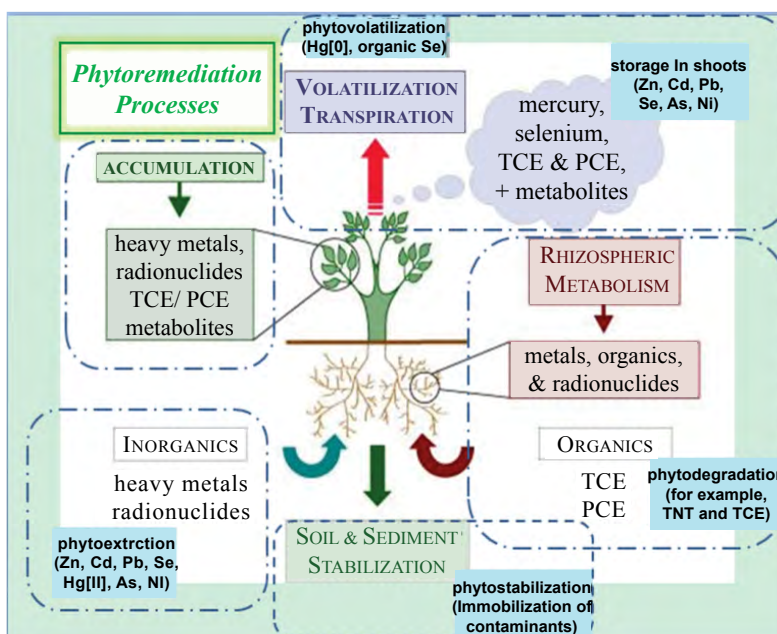 phytovolatilization
(Hg[0], organic Se)
Phytoremediation
Processes
VOLATILIZATION
TRANSPIRATION
storage In shoots
(Zn, Cd, Pb,
Se, As, Ni)
mercury,
selenium,
TCE & PCE,
+ metabolites
ACCUMULATION
heavy metals,
radionuclides
TCE/ PCE
metabolites
RHIZOSPHERIC
METABOLISM
metals, organics,
& radionuclides
INORGANICS
heavy metals
radionuclides
phytoextrction
(Zn, Cd, Pb, Se,
Hg[II], As, NI)
ORGANICS
TCE
PCE
phytodegradation
(for example,
TNT and TCE)
SOIL & SEDIMENT
STABILIZATION
phytostabilization
(Immobilization of
contaminants)